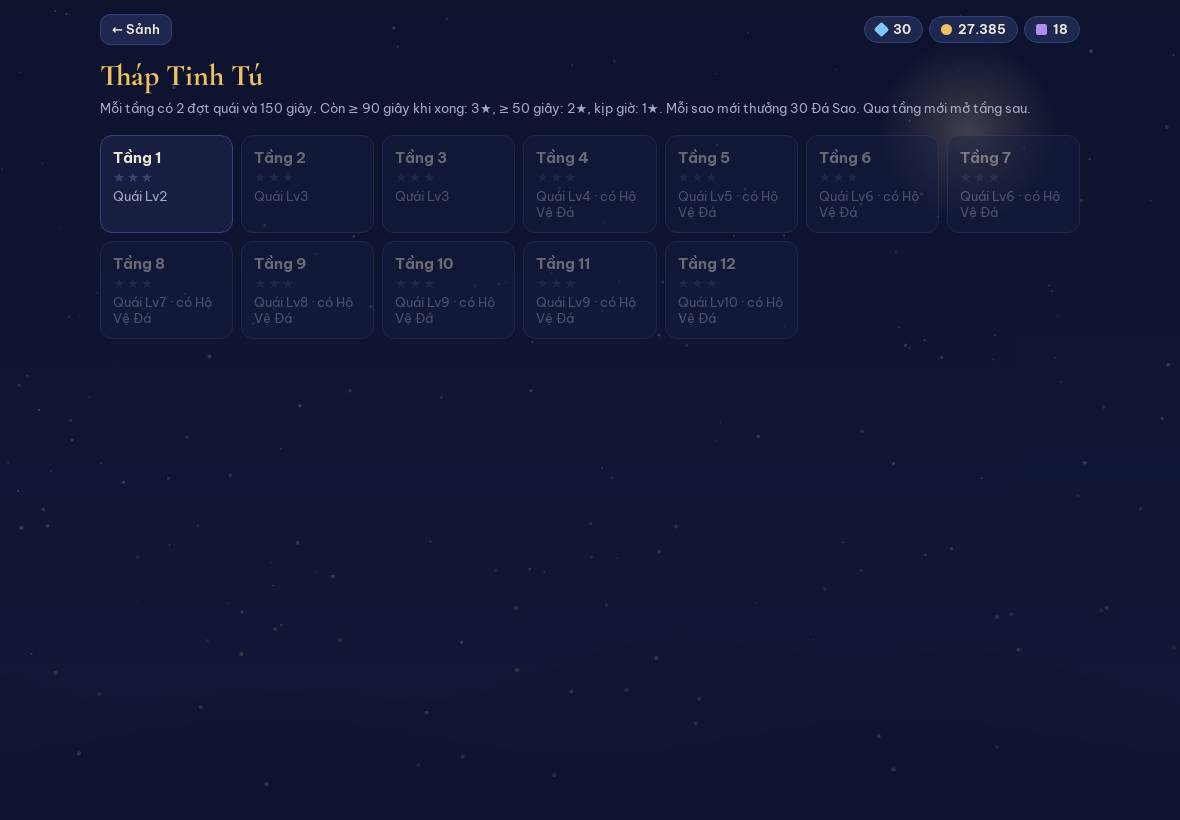 ← Sảnh
30
27.385
18
Tháp Tinh Tú
Mỗi tầng có 2 đợt quái và 150 giây. Còn ≥ 90 giây khi xong: 3★, ≥ 50 giây: 2★, kịp giờ: 1★. Mỗi sao mới thưởng 30 Đá Sao. Qua tầng mới mở tầng sau.
Tầng 1
★★★
Quái Lv2
Tầng 2
★★★
Quái Lv3
Tầng 3
★★★
Quái Lv3
Tầng 4
★★★
Quái Lv4 · có Hộ
Vệ Đá
Tầng 5
★★★
Quái Lv5 · có Hộ
Vệ Đá
Tầng 6
★★★
Quái Lv6 · có Hộ
Vệ Đá
Tầng 7
★★★
Quái Lv6 · có Hộ
Vệ Đá
Tầng 8
★★★
Quái Lv7 · có Hộ
Vệ Đá
Tầng 9
★★★
Quái Lv8 · có Hộ
Vệ Đá
Tầng 10
★★★
Quái Lv9 · có Hộ
Vệ Đá
Tầng 11
★★★
Quái Lv9 · có Hộ
Vệ Đá
Tầng 12
★★★
Quái Lv10 · có Hộ
Vệ Đá